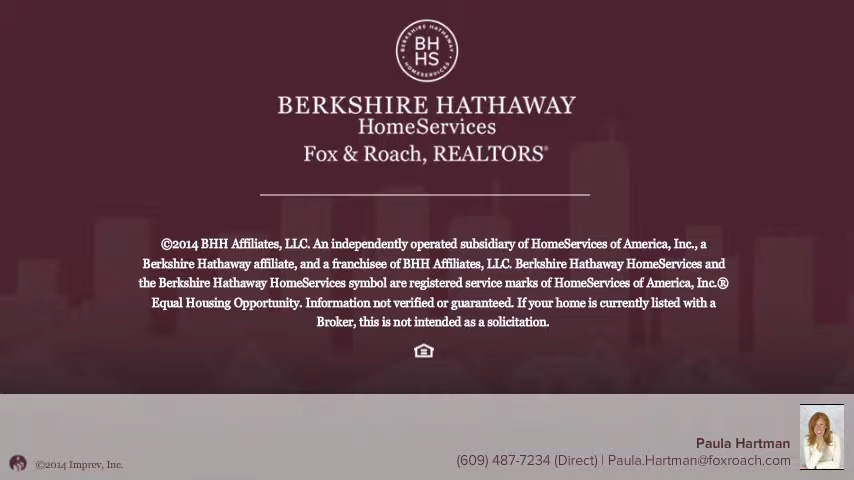 BERKSHIRE HATHAWAY
HOMESERVICES
BH
HS
BERKSHIRE HATHAWAY
HomeServices
Fox & Roach, REALTORS®
©2014 BHH Affiliates, LLC. An independently operated subsidiary of HomeServices of America, Inc., a
Berkshire Hathaway affiliate, and a franchisee of BHH Affiliates, LLC. Berkshire Hathaway HomeServices and
the Berkshire Hathaway HomeServices symbol are registered service marks of HomeServices of America, Inc.®
Equal Housing Opportunity. Information not verified or guaranteed. If your home is currently listed with a
Broker, this is not intended as a solicitation.
Paula Hartman
(609) 487-7234 (Direct) | Paula.Hartman@foxroach.com
©2014 Imprev, Inc.